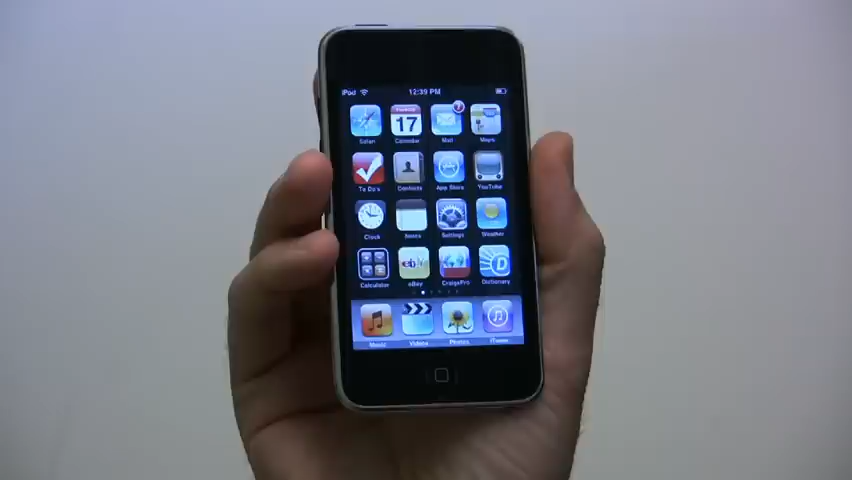 iPod 12:39 PM
17
Safari Calendar Mail Maps
To Do's Contacts App Store YouTube
Clock Notes Settings Weather
eBay
Calculator eBay CraigsPro Dictionary
Music Videos Photos iTunes